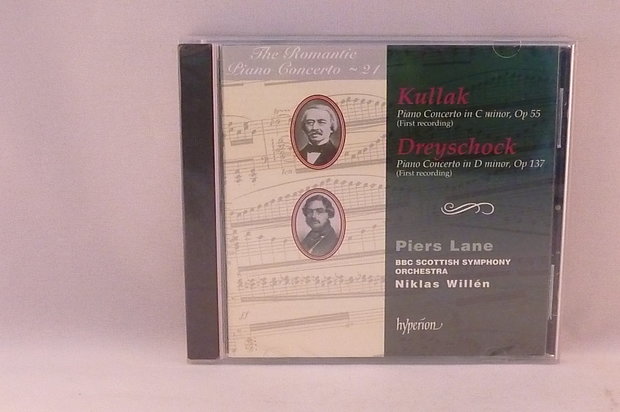 The Romantic
Piano Concerto ~ 21
Kullak
Piano Concerto in C minor, Op 55
(First recording)
Dreyschock
Piano Concerto in D minor, Op 137
(First recording)
Piers Lane
BBC SCOTTISH SYMPHONY
ORCHESTRA
Niklas Willén
hyperion